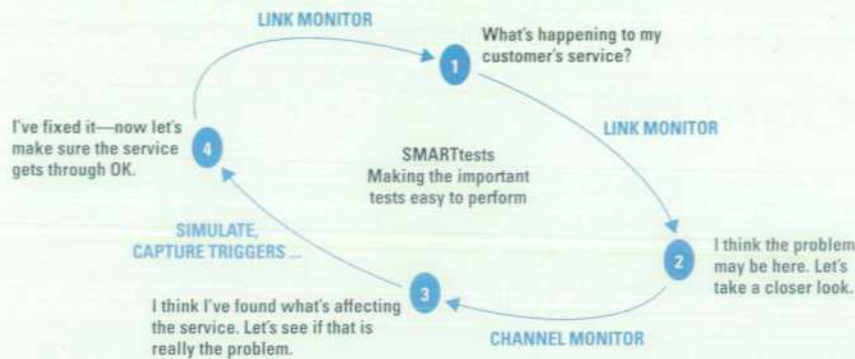 LINK MONITOR
1
What's happening to my
customer's service?
LINK MONITOR
2
I think the problem
may be here. Let's
take a closer look.
CHANNEL MONITOR
3
I think I've found what's affecting
the service. Let's see if that is
really the problem.
SIMULATE,
CAPTURE TRIGGERS ...
4
I've fixed it—now let's
make sure the service
gets through OK.
SMARTtests
Making the important
tests easy to perform